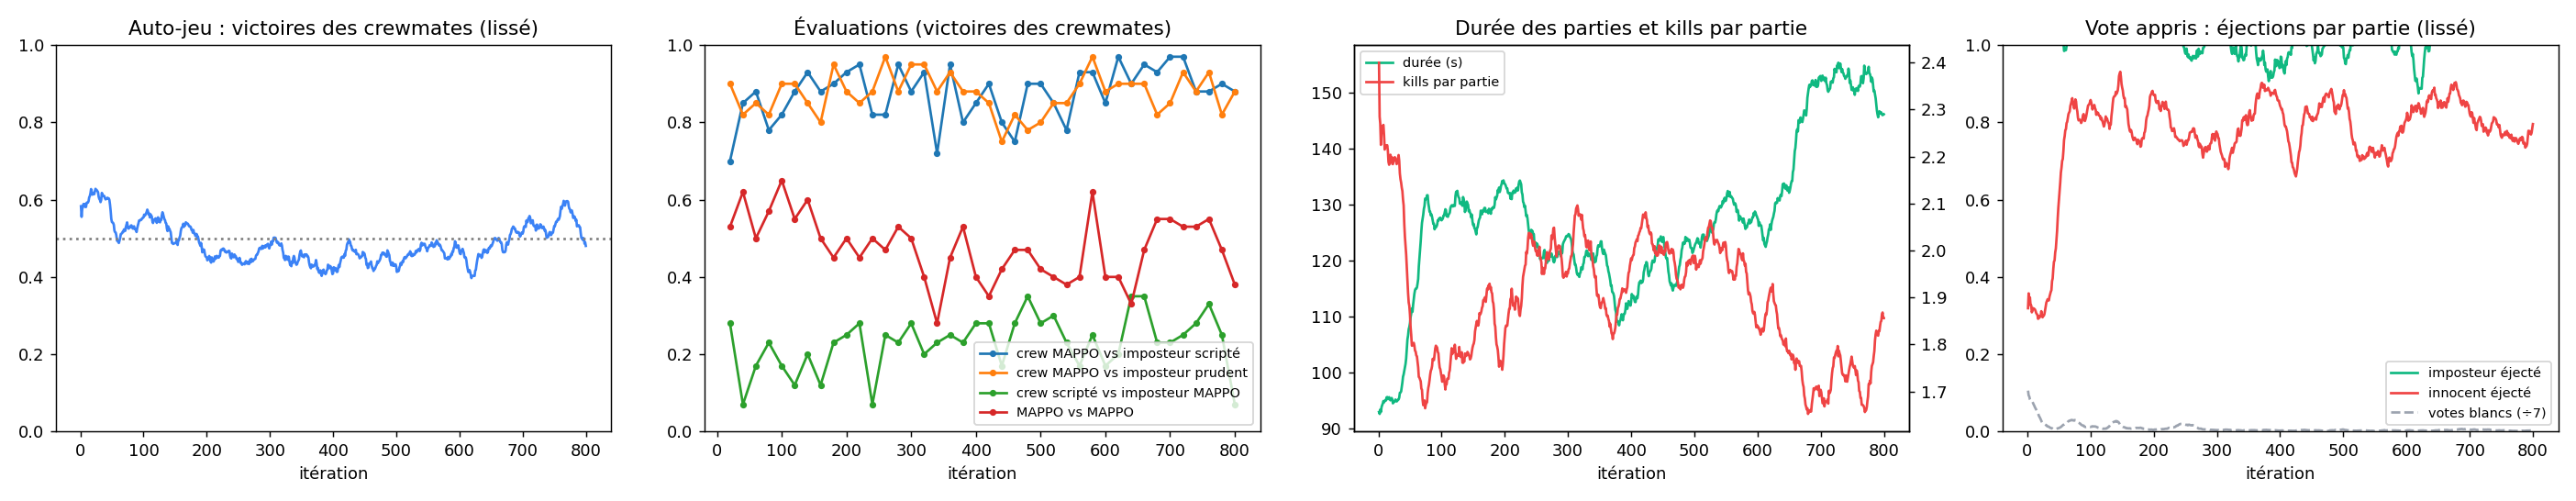 Auto-jeu : victoires des crewmates (lissé)
1.0
0.8
0.6
0.4
0.2
0.0
0 100 200 300 400 500 600 700 800
itération
Évaluations (victoires des crewmates)
1.0
0.8
0.6
0.4
0.2
0.0
crew MAPPO vs imposteur scripté
crew MAPPO vs imposteur prudent
crew scripté vs imposteur MAPPO
MAPPO vs MAPPO
0 100 200 300 400 500 600 700 800
itération
Durée des parties et kills par partie
durée (s)
kills par partie
150
140
130
120
110
100
90
2.4
2.3
2.2
2.1
2.0
1.9
1.8
1.7
0 100 200 300 400 500 600 700 800
itération
Vote appris : éjections par partie (lissé)
1.0
0.8
0.6
0.4
0.2
0.0
imposteur éjecté
innocent éjecté
votes blancs (÷7)
0 100 200 300 400 500 600 700 800
itération